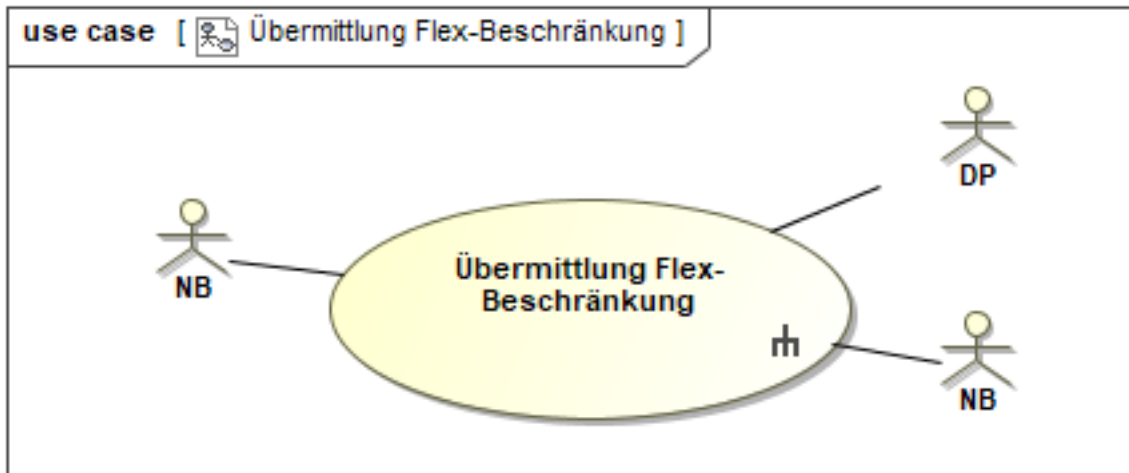 use case [ Übermittlung Flex-Beschränkung ]
DP
NB
Übermittlung Flex-
Beschränkung
NB